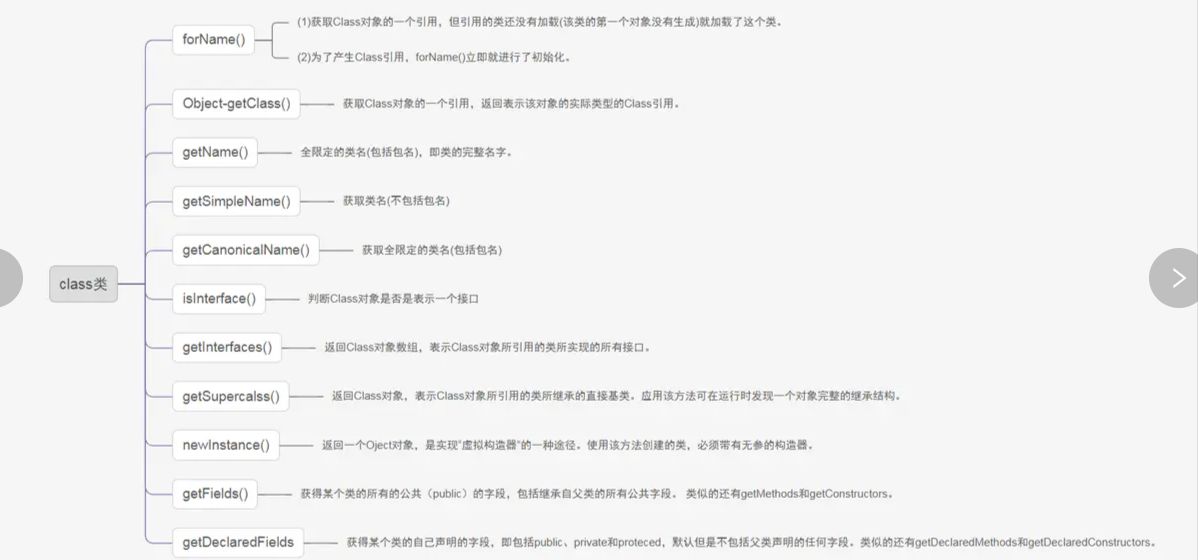 forName()
(1)获取Class对象的一个引用，但引用的类还没有加载(该类的第一个对象没有生成)就加载了这个类。
(2)为了产生Class引用，forName()立即就进行了初始化。
Object-getClass()
获取Class对象的一个引用，返回表示该对象的实际类型的Class引用。
getName()
全限定的类名(包括包名)，即类的完整名字。
getSimpleName()
获取类名(不包括包名)
getCanonicalName()
获取全限定的类名(包括包名)
class类
isInterface()
判断Class对象是否是表示一个接口
getInterfaces()
返回Class对象数组，表示Class对象所引用的类所实现的所有接口。
getSupercalss()
返回Class对象，表示Class对象所引用的类所继承的直接基类。应用该方法可在运行时发现一个对象完整的继承结构。
newInstance()
返回一个Oject对象，是实现"虚拟构造器"的一种途径。使用该方法创建的类，必须带有无参的构造器。
getFields()
获得某个类的所有的公共（public）的字段，包括继承自父类的所有公共字段。 类似的还有getMethods和getConstructors。
getDeclaredFields
获得某个类的自己声明的字段，即包括public、private和proteced，默认但是不包括父类声明的任何字段。类似的还有getDeclaredMethods和getDeclaredConstructors。